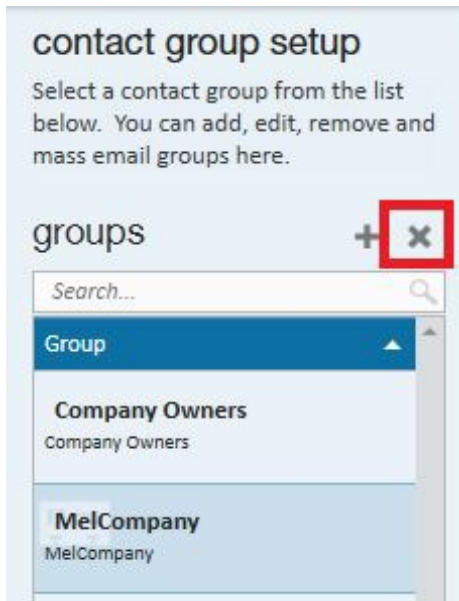 contact group setup
Select a contact group from the list
below. You can add, edit, remove and
mass email groups here.
groups
Search...
Group
Company Owners
Company Owners
MelCompany
MelCompany